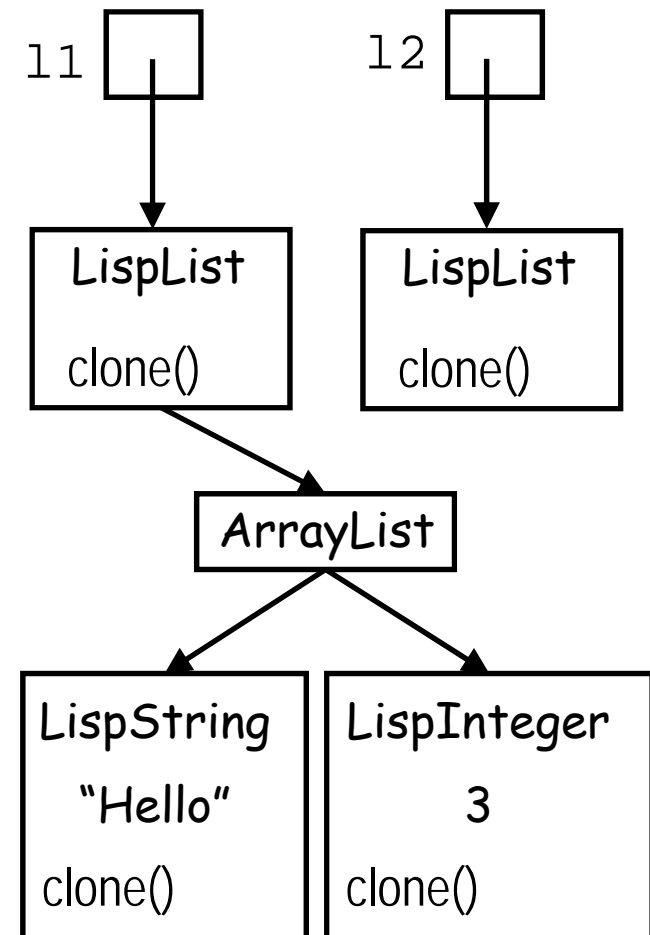 l1
l2
LispList
clone()
LispList
clone()
ArrayList
LispString
“Hello”
clone()
LispInteger
3
clone()